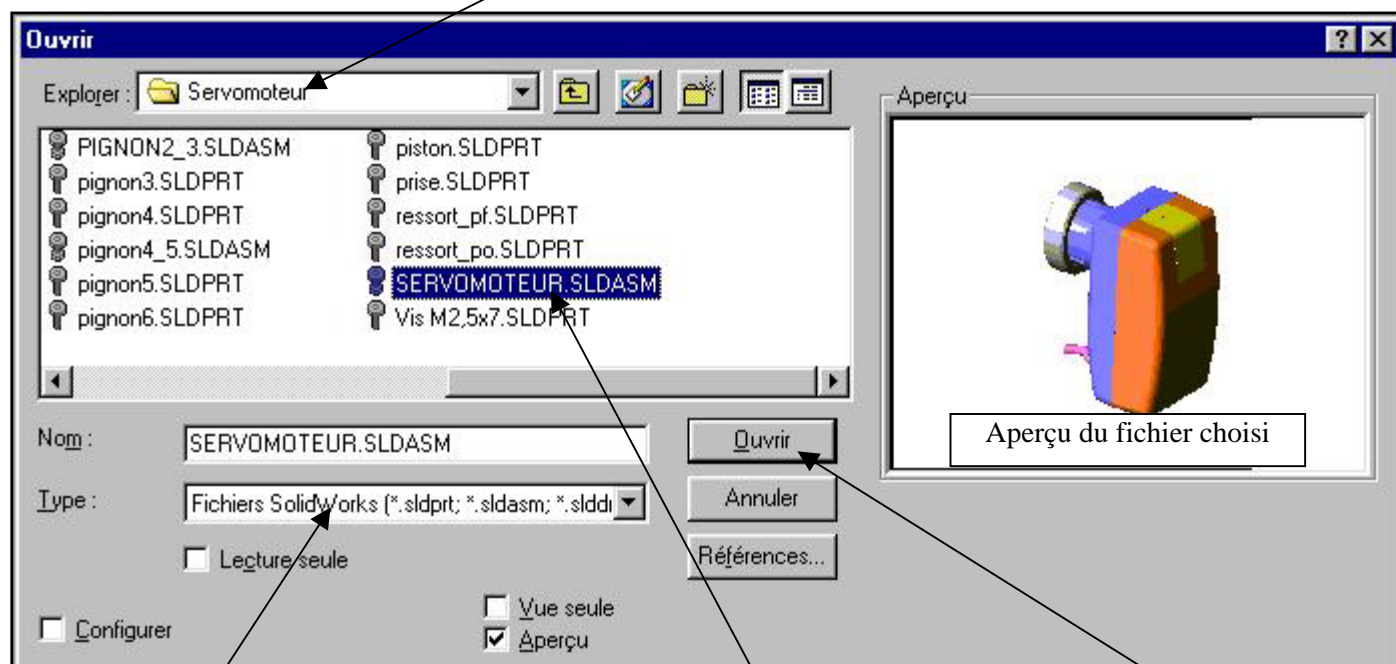 Ouvrir
Explorer : Servomoteur
Aperçu
PIGNON2_3.SLDASM
pignon3.SLDPRT
pignon4.SLDPRT
pignon4_5.SLDASM
pignon5.SLDPRT
pignon6.SLDPRT
piston.SLDPRT
prise.SLDPRT
ressort_pf.SLDPRT
ressort_po.SLDPRT
SERVOMOTEUR.SLDASM
Vis M2,5x7.SLDPRT
Aperçu du fichier choisi
Nom : SERVOMOTEUR.SLDASM
Ouvrir
Type : Fichiers SolidWorks (*.sldprt; *.sldasm; *.slddr
Annuler
Lecture seule
Références...
Configurer
Vue seule
Aperçu